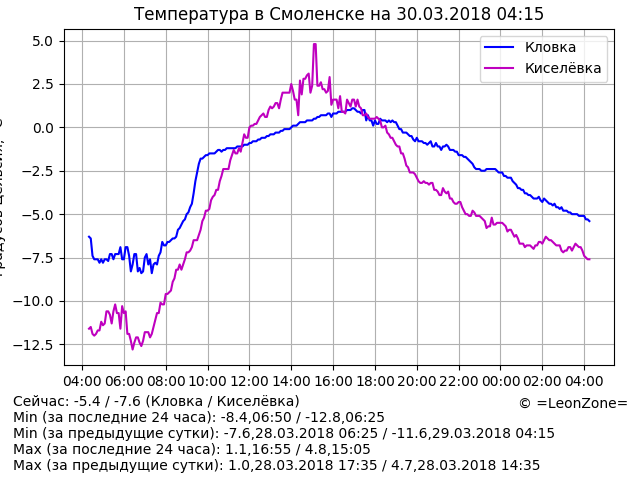 Температура в Смоленске на 30.03.2018 04:15
Кловка
Киселёвка
5.0
2.5
0.0
−2.5
−5.0
−7.5
−10.0
−12.5
04:00 06:00 08:00 10:00 12:00 14:00 16:00 18:00 20:00 22:00 00:00 02:00 04:00
Сейчас: -5.4 / -7.6 (Кловка / Киселёвка)
© =LeonZone=
Min (за последние 24 часа): -8.4,06:50 / -12.8,06:25
Min (за предыдущие сутки): -7.6,28.03.2018 06:25 / -11.6,29.03.2018 04:15
Max (за последние 24 часа): 1.1,16:55 / 4.8,15:05
Max (за предыдущие сутки): 1.0,28.03.2018 17:35 / 4.7,28.03.2018 14:35